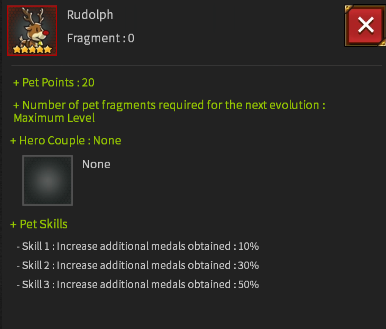 Rudolph
Fragment : 0
+ Pet Points : 20
+ Number of pet fragments required for the next evolution :
Maximum Level
+ Hero Couple : None
None
+ Pet Skills
- Skill 1 : Increase additional medals obtained : 10%
- Skill 2 : Increase additional medals obtained : 30%
- Skill 3 : Increase additional medals obtained : 50%